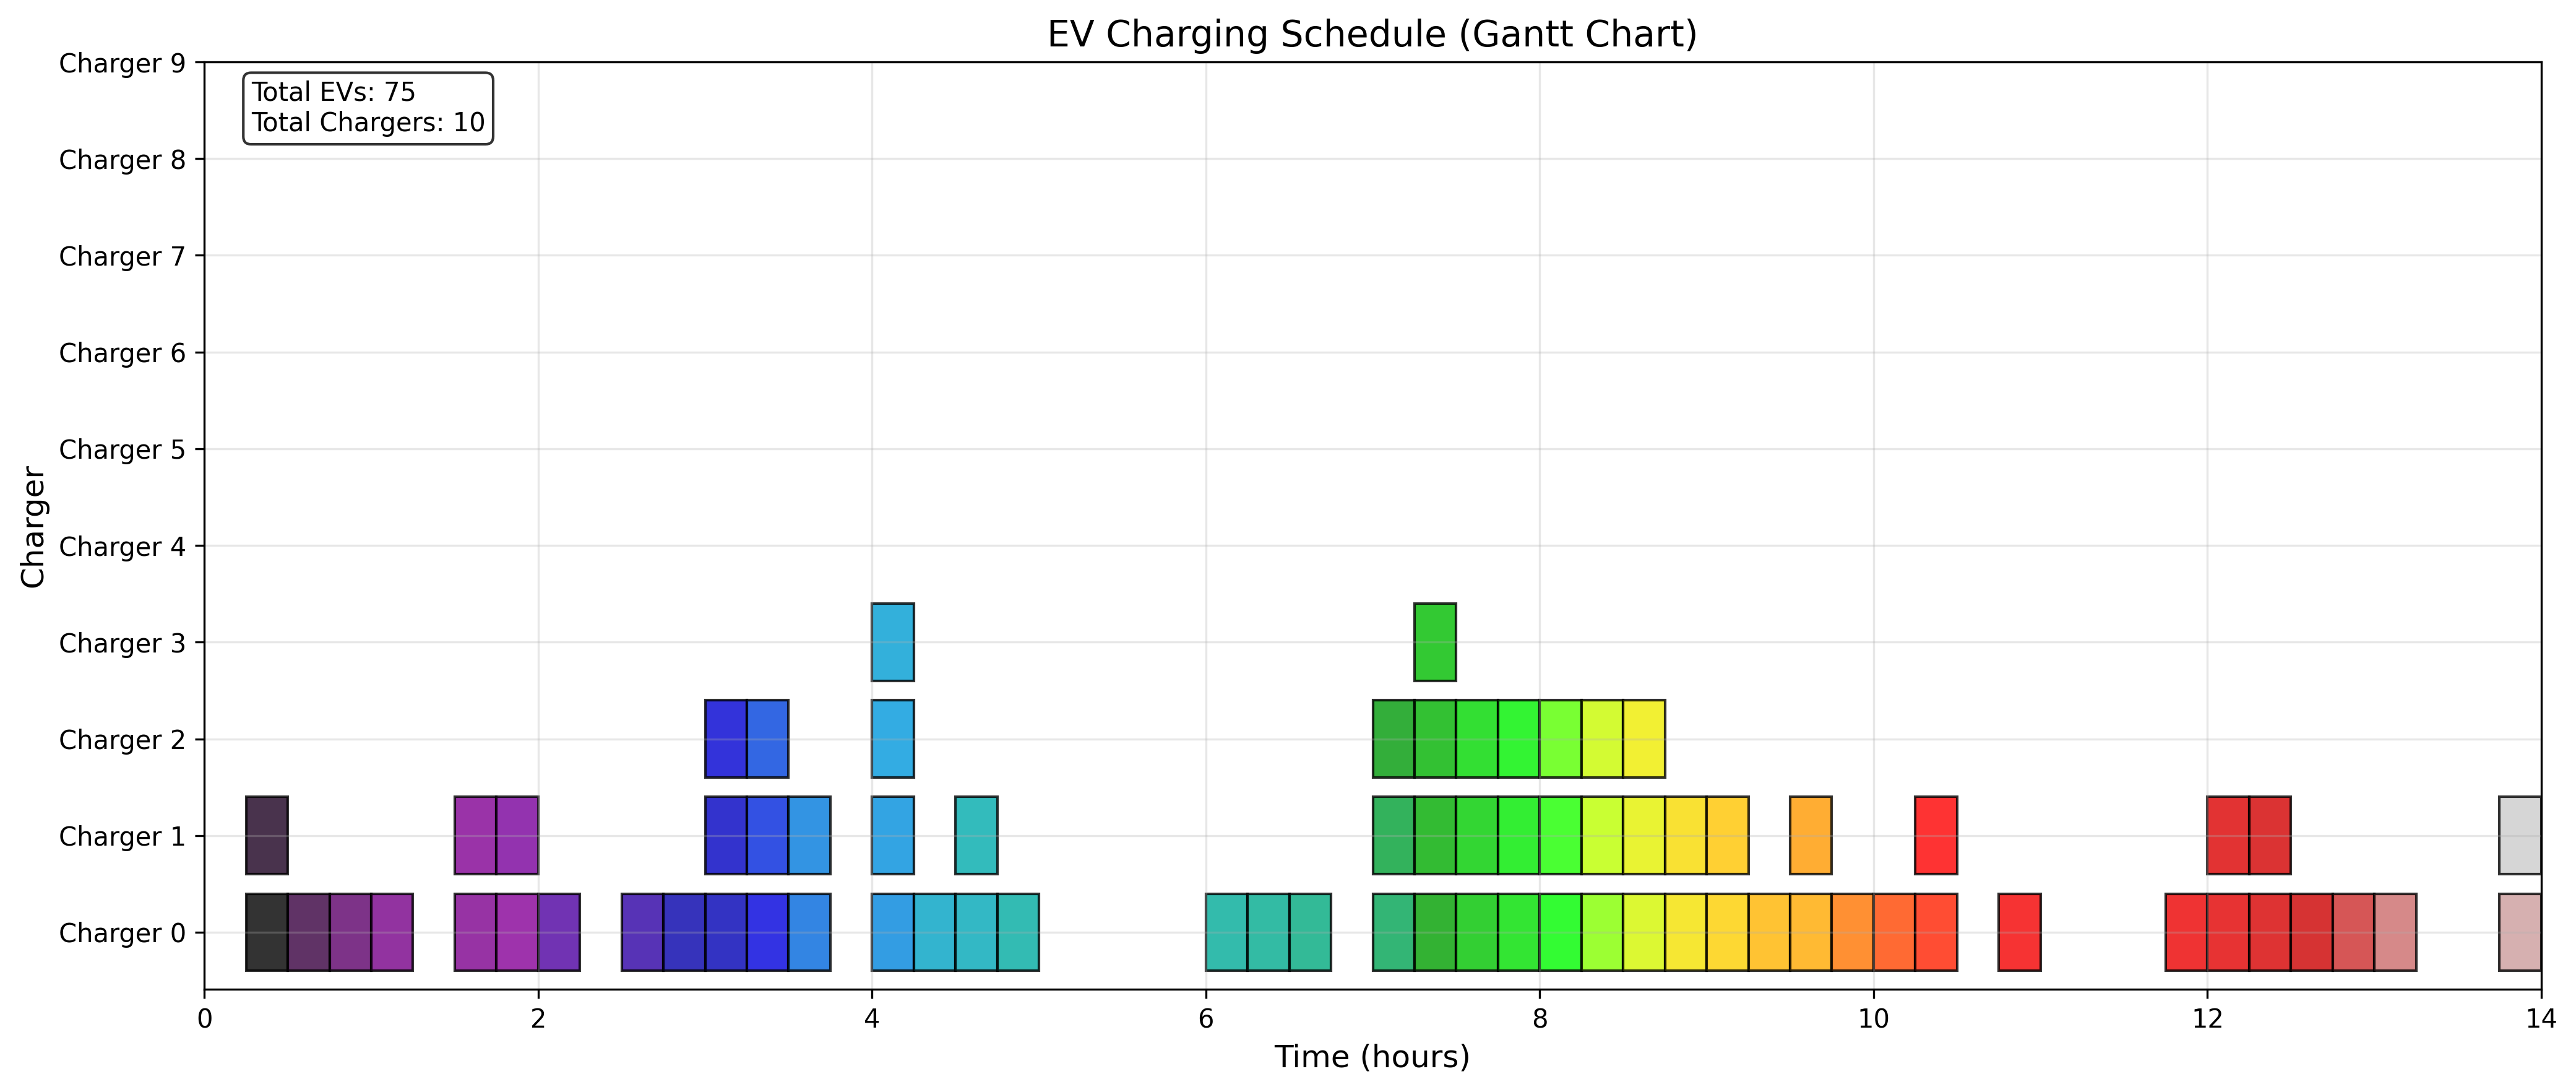 EV Charging Schedule (Gantt Chart)
Total EVs: 75
Total Chargers: 10
Charger
Charger 9
Charger 8
Charger 7
Charger 6
Charger 5
Charger 4
Charger 3
Charger 2
Charger 1
Charger 0
0 2 4 6 8 10 12 14
Time (hours)